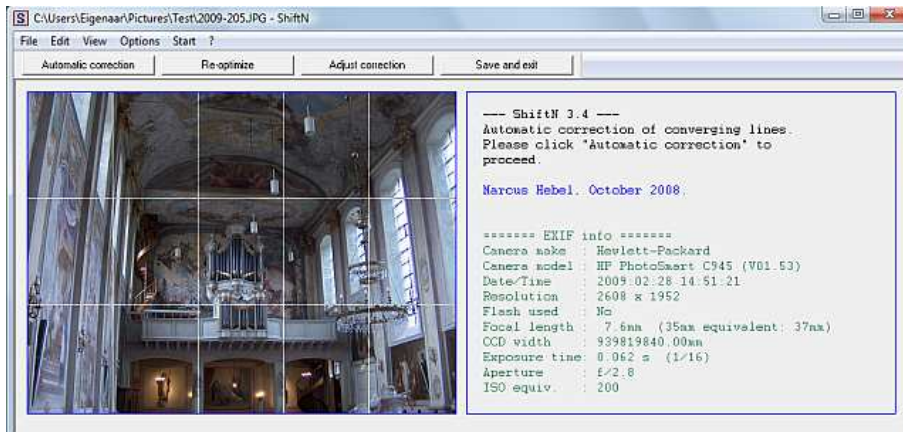 C:\Users\Eigenaar\Pictures\Test\2009-205.JPG - ShiftN
File Edit View Options Start ?
Automatic correction Re-optimize Adjust correction Save and exit
--- ShiftN 3.4 ---
Automatic correction of converging lines.
Please click "Automatic correction" to
proceed.
Marcus Hebel, October 2008.
======= EXIF info =======
Camera make : Hewlett-Packard
Camera model : HP PhotoSmart C945 (V01.53)
Date/Time : 2009:02:28 14:51:21
Resolution : 2608 x 1952
Flash used : No
Focal length : 7.6mm (35mm equivalent: 37mm)
CCD width : 939819840.00mm
Exposure time: 0.062 s (1/16)
Aperture : f/2.8
ISO equiv. : 200